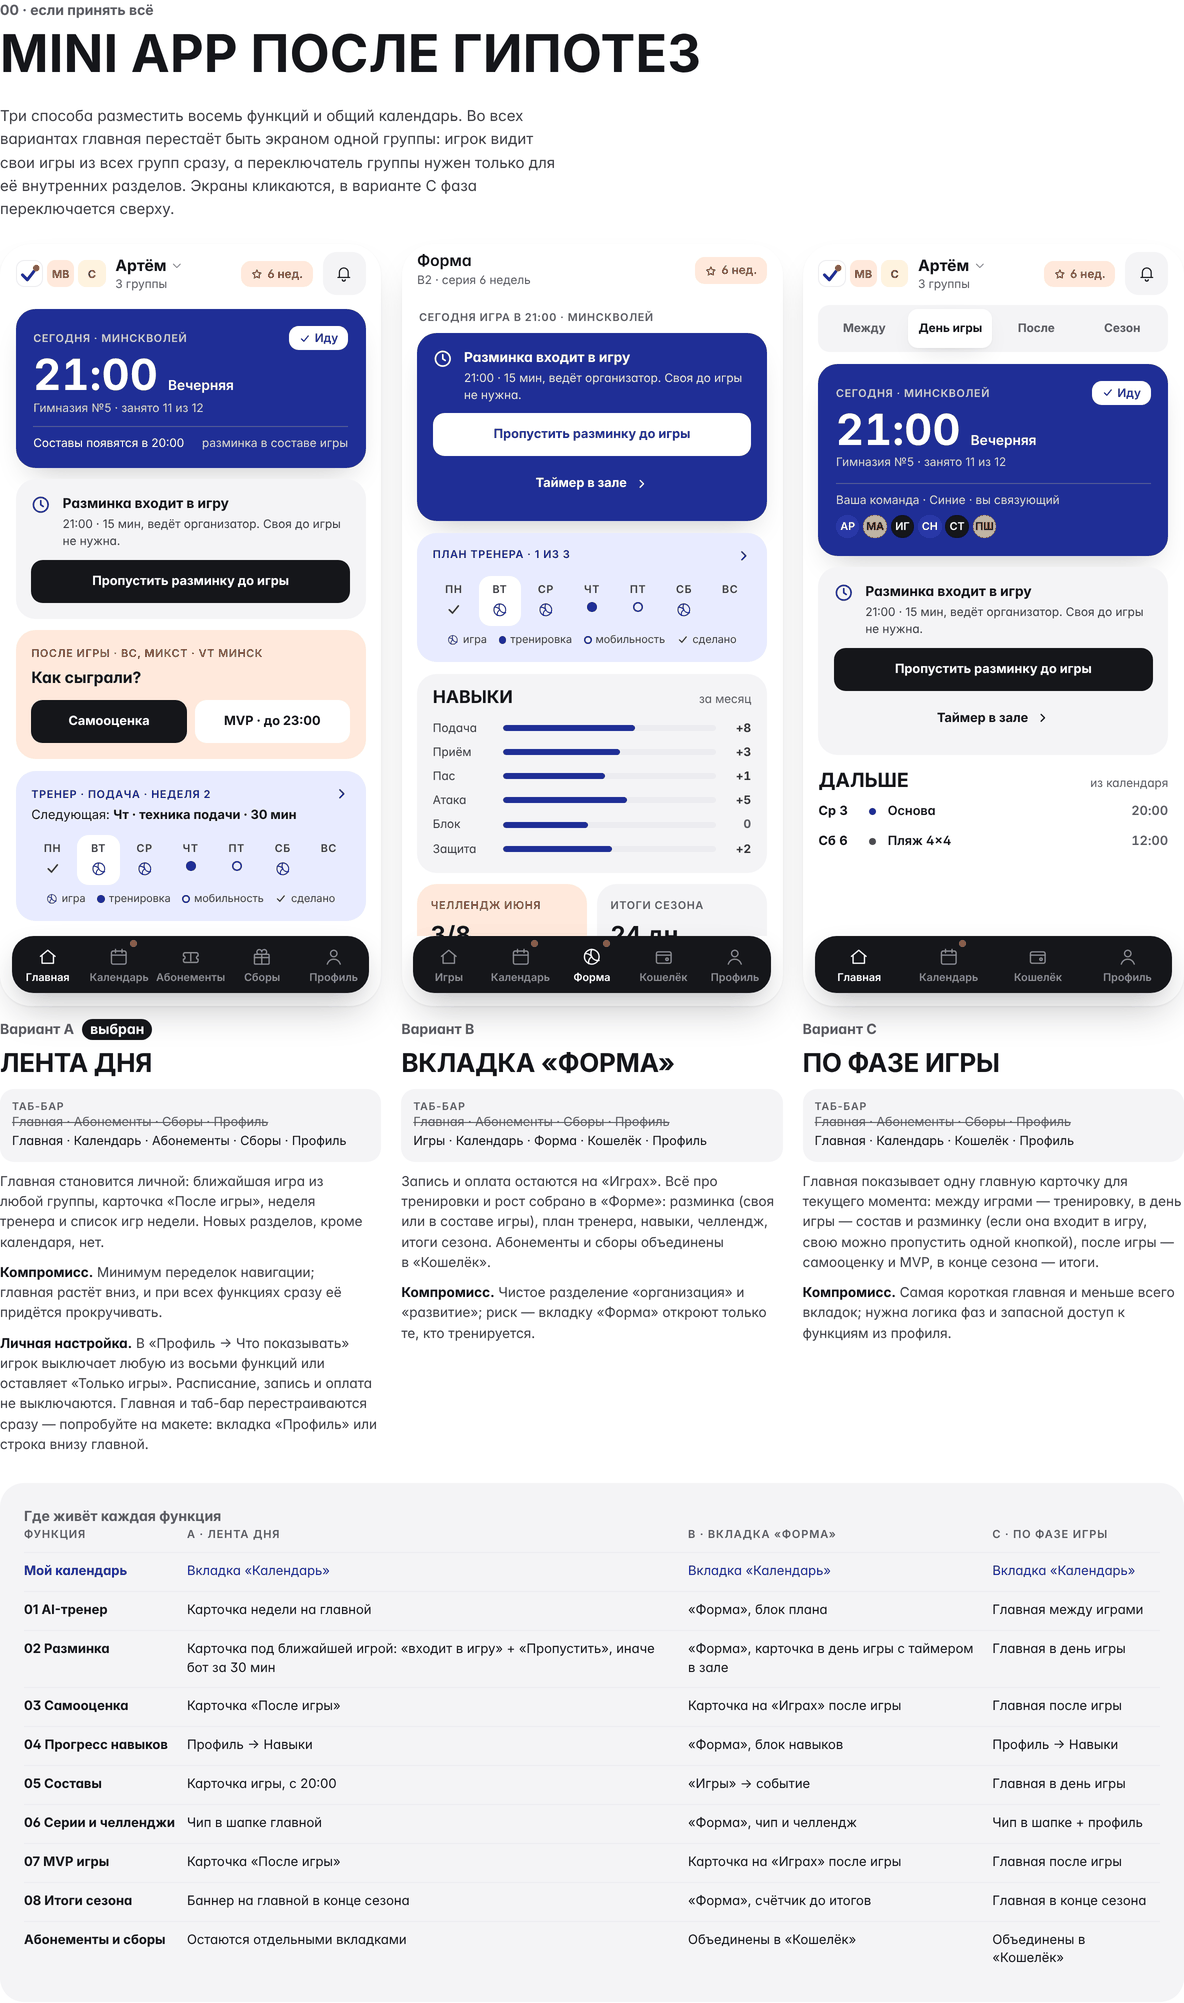 00 · если принять всё
MINI APP ПОСЛЕ ГИПОТЕЗ
Три способа разместить восемь функций и общий календарь. Во всех
вариантах главная перестаёт быть экраном одной группы: игрок видит
свои игры из всех групп сразу, а переключатель группы нужен только для
её внутренних разделов. Экраны кликаются, в варианте C фаза
переключается сверху.
МВ
С
Артём
3 группы
6 нед.
СЕГОДНЯ · МИНСКВОЛЕЙ
Иду
21:00 Вечерняя
Гимназия №5 · занято 11 из 12
Составы появятся в 20:00 разминка в составе игры
Разминка входит в игру
21:00 · 15 мин, ведёт организатор. Своя до игры
не нужна.
Пропустить разминку до игры
ПОСЛЕ ИГРЫ · ВС, МИКСТ · VT МИНСК
Как сыграли?
Самооценка
MVP · до 23:00
ТРЕНЕР · ПОДАЧА · НЕДЕЛЯ 2
Следующая: Чт · техника подачи · 30 мин
ПН ВТ СР ЧТ ПТ СБ ВС
игра тренировка мобильность сделано
Главная Календарь Абонементы Сборы Профиль
Форма
B2 · серия 6 недель
6 нед.
СЕГОДНЯ ИГРА В 21:00 · МИНСКВОЛЕЙ
Разминка входит в игру
21:00 · 15 мин, ведёт организатор. Своя до игры
не нужна.
Пропустить разминку до игры
Таймер в зале
ПЛАН ТРЕНЕРА · 1 ИЗ 3
ПН ВТ СР ЧТ ПТ СБ ВС
игра тренировка мобильность сделано
НАВЫКИ за месяц
Подача +8
Приём +3
Пас +1
Атака +5
Блок 0
Защита +2
ЧЕЛЛЕНДЖ ИЮНЯ
3/8
ИТОГИ СЕЗОНА
24 дн
Игры Календарь Форма Кошелёк Профиль
МВ
С
Артём
3 группы
6 нед.
Между День игры После Сезон
СЕГОДНЯ · МИНСКВОЛЕЙ
Иду
21:00 Вечерняя
Гимназия №5 · занято 11 из 12
Ваша команда · Синие · вы связующий
АР МА ИГ СН СТ ПШ
Разминка входит в игру
21:00 · 15 мин, ведёт организатор. Своя до игры
не нужна.
Пропустить разминку до игры
Таймер в зале
ДАЛЬШЕ из календаря
Ср 3 Основа 20:00
Сб 6 Пляж 4×4 12:00
Главная Календарь Кошелёк Профиль
Вариант A выбран
ЛЕНТА ДНЯ
ТАБ-БАР
Главная · Абонементы · Сборы · Профиль
Главная · Календарь · Абонементы · Сборы · Профиль
Главная становится личной: ближайшая игра из
любой группы, карточка «После игры», неделя
тренера и список игр недели. Новых разделов, кроме
календаря, нет.
Компромисс. Минимум переделок навигации;
главная растёт вниз, и при всех функциях сразу её
придётся прокручивать.
Личная настройка. В «Профиль → Что показывать»
игрок выключает любую из восьми функций или
оставляет «Только игры». Расписание, запись и оплата
не выключаются. Главная и таб-бар перестраиваются
сразу — попробуйте на макете: вкладка «Профиль» или
строка внизу главной.
Вариант B
ВКЛАДКА «ФОРМА»
ТАБ-БАР
Главная · Абонементы · Сборы · Профиль
Игры · Календарь · Форма · Кошелёк · Профиль
Запись и оплата остаются на «Играх». Всё про
тренировки и рост собрано в «Форме»: разминка (своя
или в составе игры), план тренера, навыки, челлендж,
итоги сезона. Абонементы и сборы объединены
в «Кошелёк».
Компромисс. Чистое разделение «организация» и
«развитие»; риск — вкладку «Форма» откроют только
те, кто тренируется.
Вариант C
ПО ФАЗЕ ИГРЫ
ТАБ-БАР
Главная · Абонементы · Сборы · Профиль
Главная · Календарь · Кошелёк · Профиль
Главная показывает одну главную карточку для
текущего момента: между играми — тренировку, в день
игры — состав и разминку (если она входит в игру,
свою можно пропустить одной кнопкой), после игры —
самооценку и MVP, в конце сезона — итоги.
Компромисс. Самая короткая главная и меньше всего
вкладок; нужна логика фаз и запасной доступ к
функциям из профиля.
Где живёт каждая функция
ФУНКЦИЯ A · ЛЕНТА ДНЯ B · ВКЛАДКА «ФОРМА» C · ПО ФАЗЕ ИГРЫ
Мой календарь Вкладка «Календарь» Вкладка «Календарь» Вкладка «Календарь»
01 AI-тренер Карточка недели на главной «Форма», блок плана Главная между играми
02 Разминка Карточка под ближайшей игрой: «входит в игру» + «Пропустить», иначе «Форма», карточка в день игры с таймером Главная в день игры
бот за 30 мин в зале
03 Самооценка Карточка «После игры» Карточка на «Играх» после игры Главная после игры
04 Прогресс навыков Профиль → Навыки «Форма», блок навыков Профиль → Навыки
05 Составы Карточка игры, с 20:00 «Игры» → событие Главная в день игры
06 Серии и челленджи Чип в шапке главной «Форма», чип и челлендж Чип в шапке + профиль
07 MVP игры Карточка «После игры» Карточка на «Играх» после игры Главная после игры
08 Итоги сезона Баннер на главной в конце сезона «Форма», счётчик до итогов Главная в конце сезона
Абонементы и сборы Остаются отдельными вкладками Объединены в «Кошелёк» Объединены в
«Кошелёк»